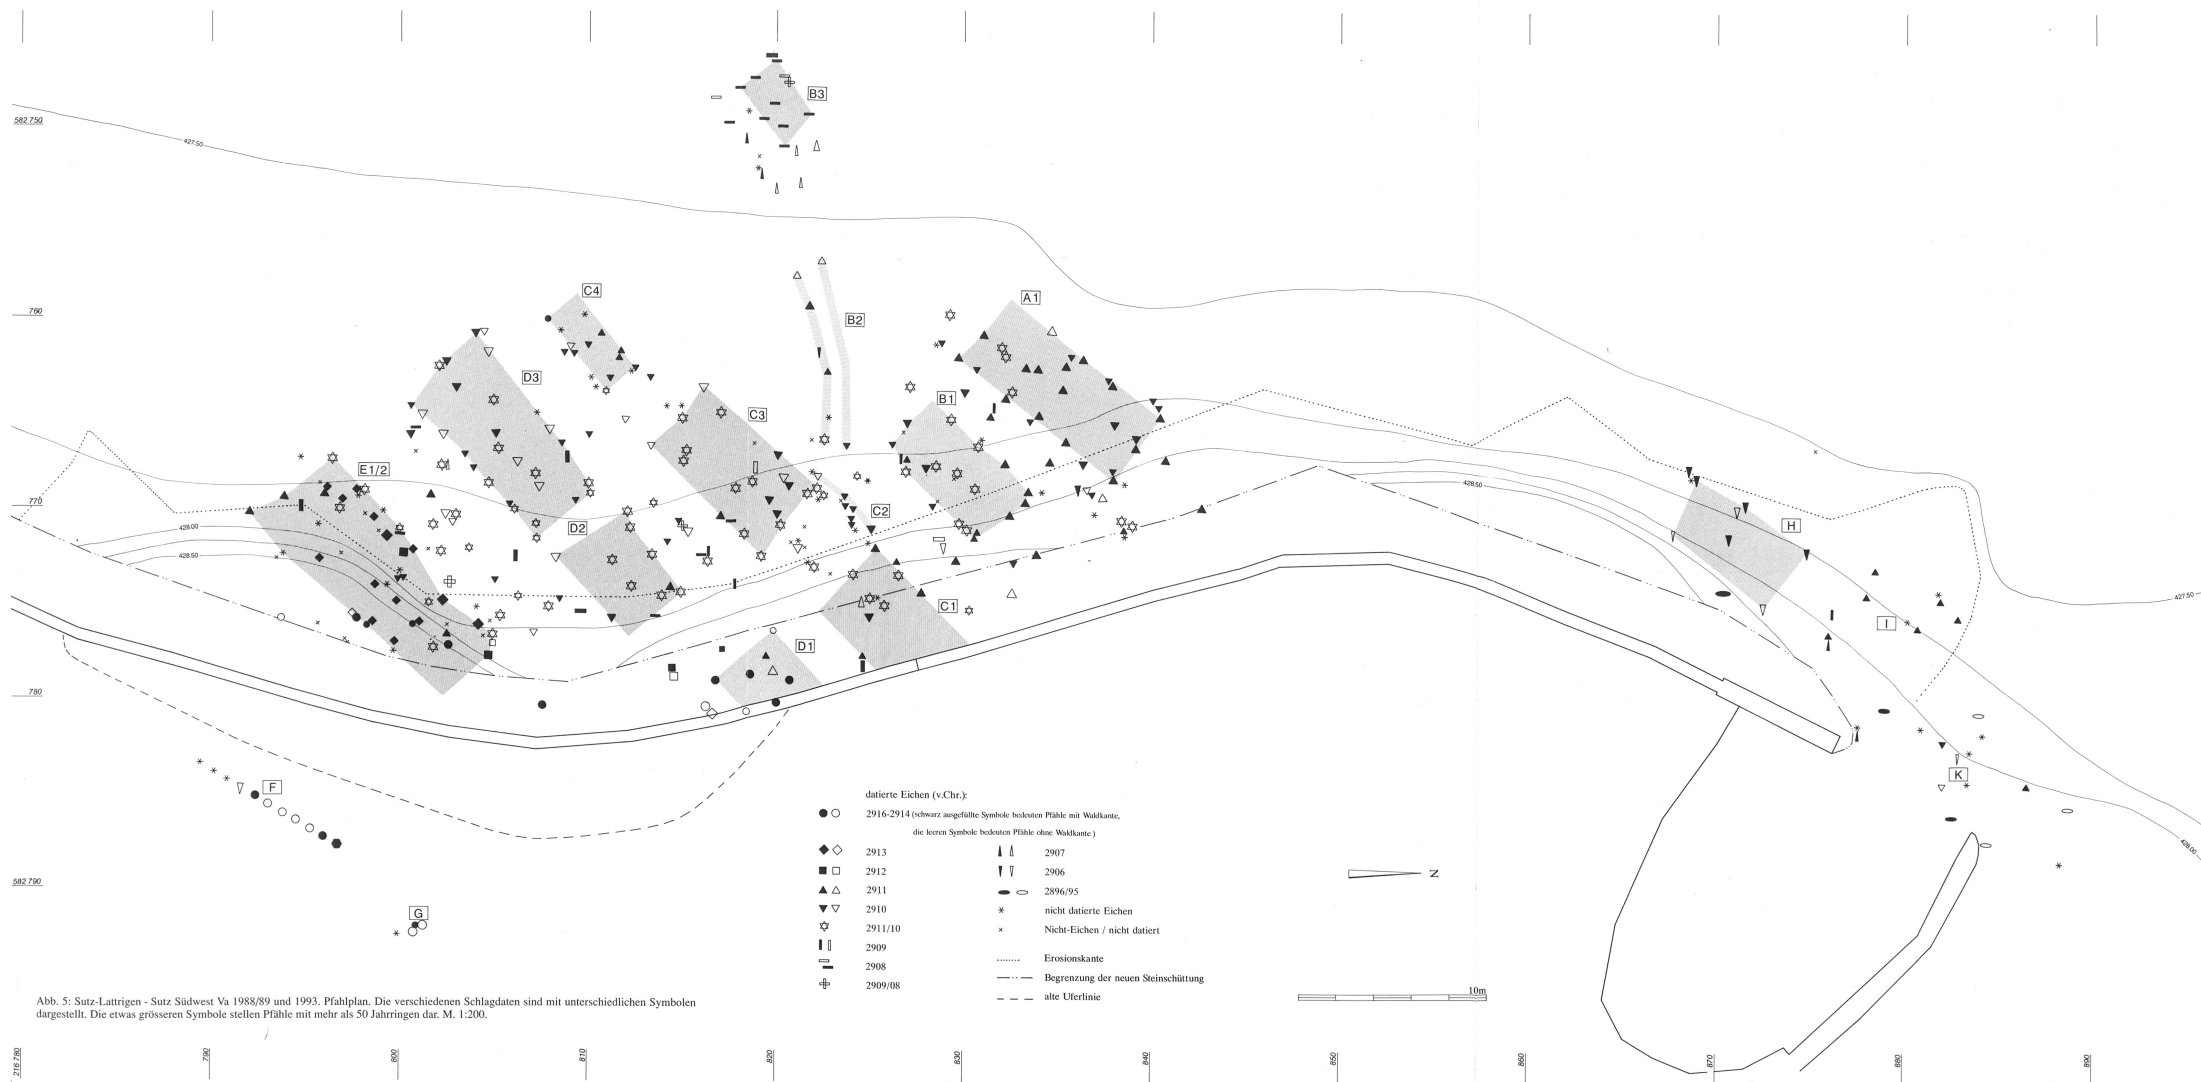 B3
582 750
427.50
C4
A1
760
B2
D3
B1
C3
E1/2
770
428.50
C2
D2
H
428.00
428.50
C1
I
427.50
D1
780
K
F
datierte Eichen (v.Chr.):
2916-2914 (schwarz ausgefüllte Symbole bedeuten Pfähle mit Waldkante,
die leeren Symbole bedeuten Pfähle ohne Waldkante)
2913
2907
2912
2906
2911
2896/95
2910
nicht datierte Eichen
2911/10
Nicht-Eichen / nicht datiert
2909
2908
Erosionskante
2909/08
Begrenzung der neuen Steinschüttung
alte Uferlinie
428.00
N
582 790
G
10m
Abb. 5: Sutz-Lattrigen - Sutz Südwest Va 1988/89 und 1993. Pfahlplan. Die verschiedenen Schlagdaten sind mit unterschiedlichen Symbolen
dargestellt. Die etwas grösseren Symbole stellen Pfähle mit mehr als 50 Jahrringen dar. M. 1:200.
216 780
790
800
810
820
830
840
850
860
870
880
890